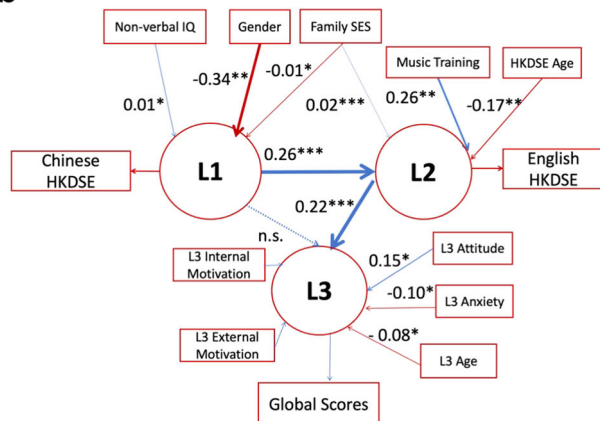 Non-verbal IQ
Gender
Family SES
Music Training
HKDSE Age
-0.34**
-0.01*
0.01*
0.02***
0.26**
-0.17**
Chinese
HKDSE
L1
0.26***
L2
English
HKDSE
0.22***
n.s.
L3 Internal
Motivation
L3
0.15*
L3 Attitude
-0.10*
L3 Anxiety
L3 External
Motivation
- 0.08*
L3 Age
Global Scores